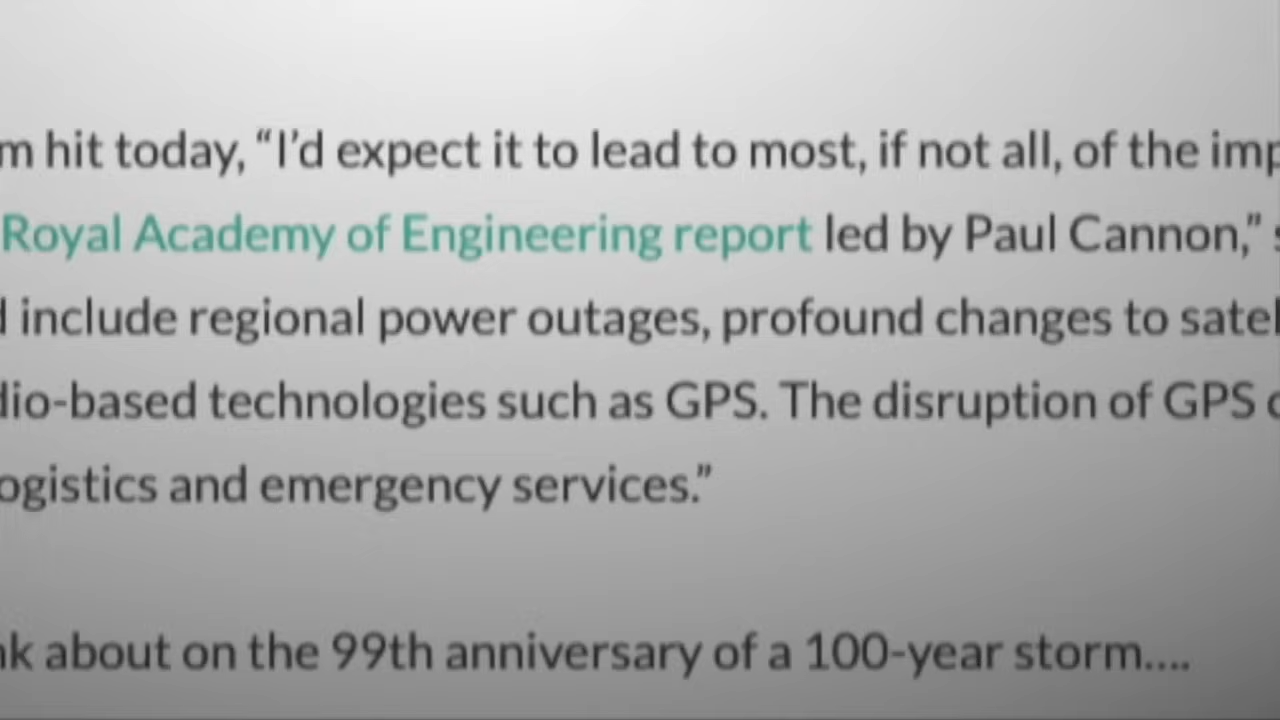 hit today, “I’d expect it to lead to most, if not all, of the
Royal Academy of Engineering report led by Paul Cannon,”
include regional power outages, profound changes to
dio-based technologies such as GPS. The disruption of GPS
ogistics and emergency services.”
about on the 99th anniversary of a 100-year storm....